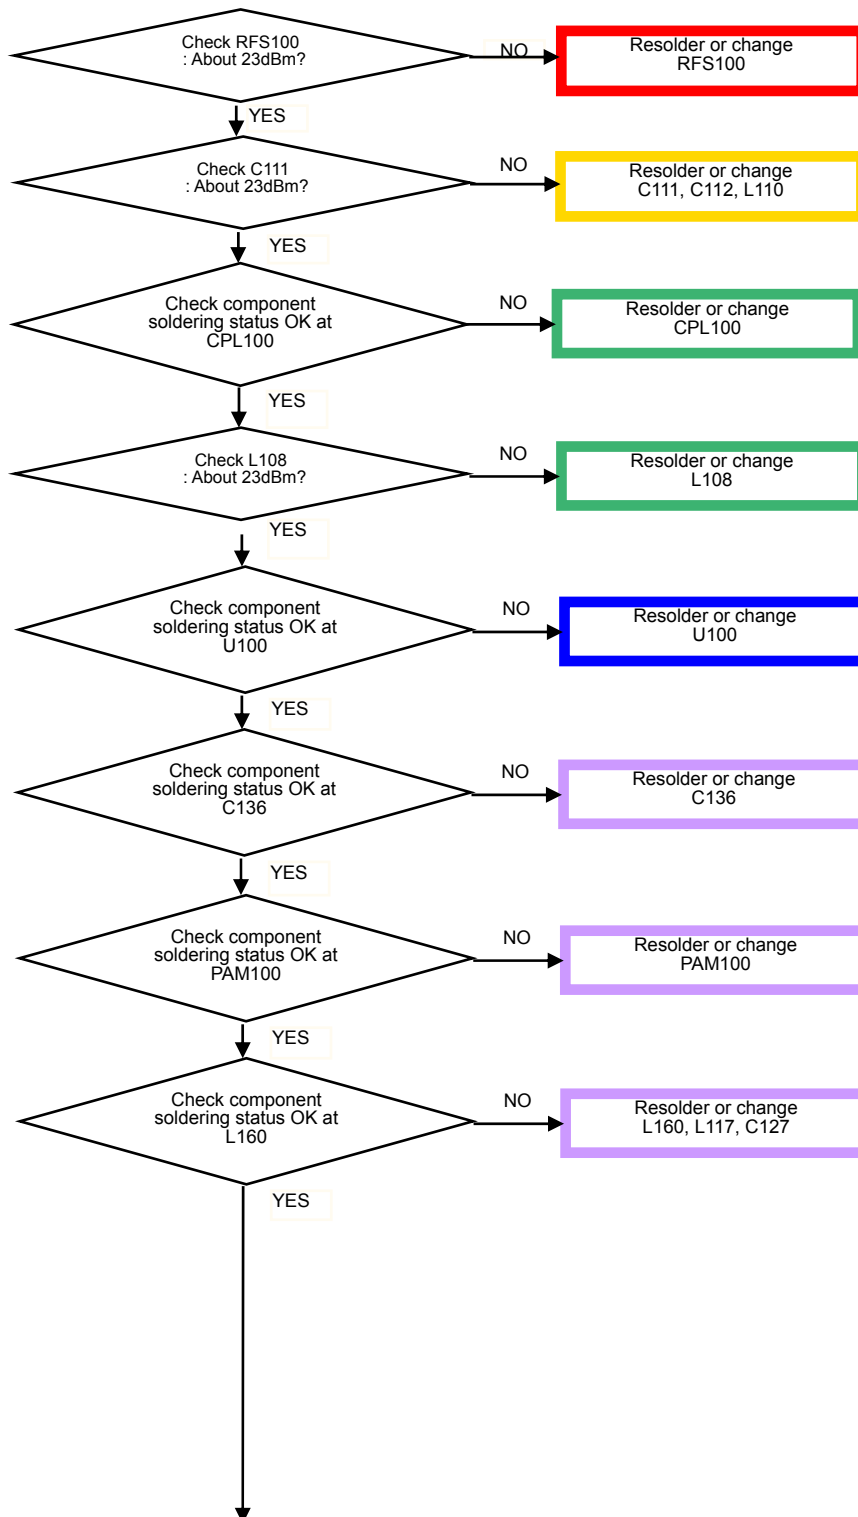 Check RFS100
: About 23dBm?
NO
Resolder or change
RFS100
YES
Check C111
: About 23dBm?
NO
Resolder or change
C111, C112, L110
YES
Check component
soldering status OK at
CPL100
NO
Resolder or change
CPL100
YES
Check L108
: About 23dBm?
NO
Resolder or change
L108
YES
Check component
soldering status OK at
U100
NO
Resolder or change
U100
YES
Check component
soldering status OK at
C136
NO
Resolder or change
C136
YES
Check component
soldering status OK at
PAM100
NO
Resolder or change
PAM100
YES
Check component
soldering status OK at
L160
NO
Resolder or change
L160, L117, C127
YES